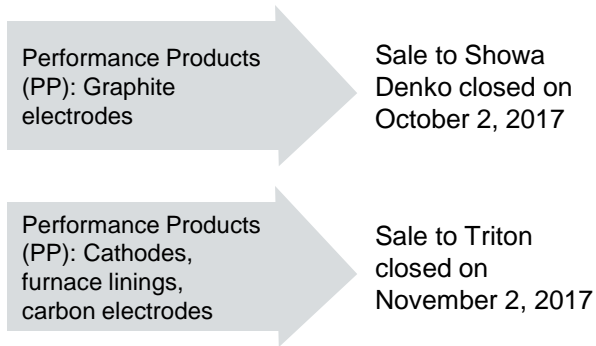 Performance Products
(PP): Graphite
electrodes
Sale to Showa
Denko closed on
October 2, 2017
Performance Products
(PP): Cathodes,
furnace linings,
carbon electrodes
Sale to Triton
closed on
November 2, 2017